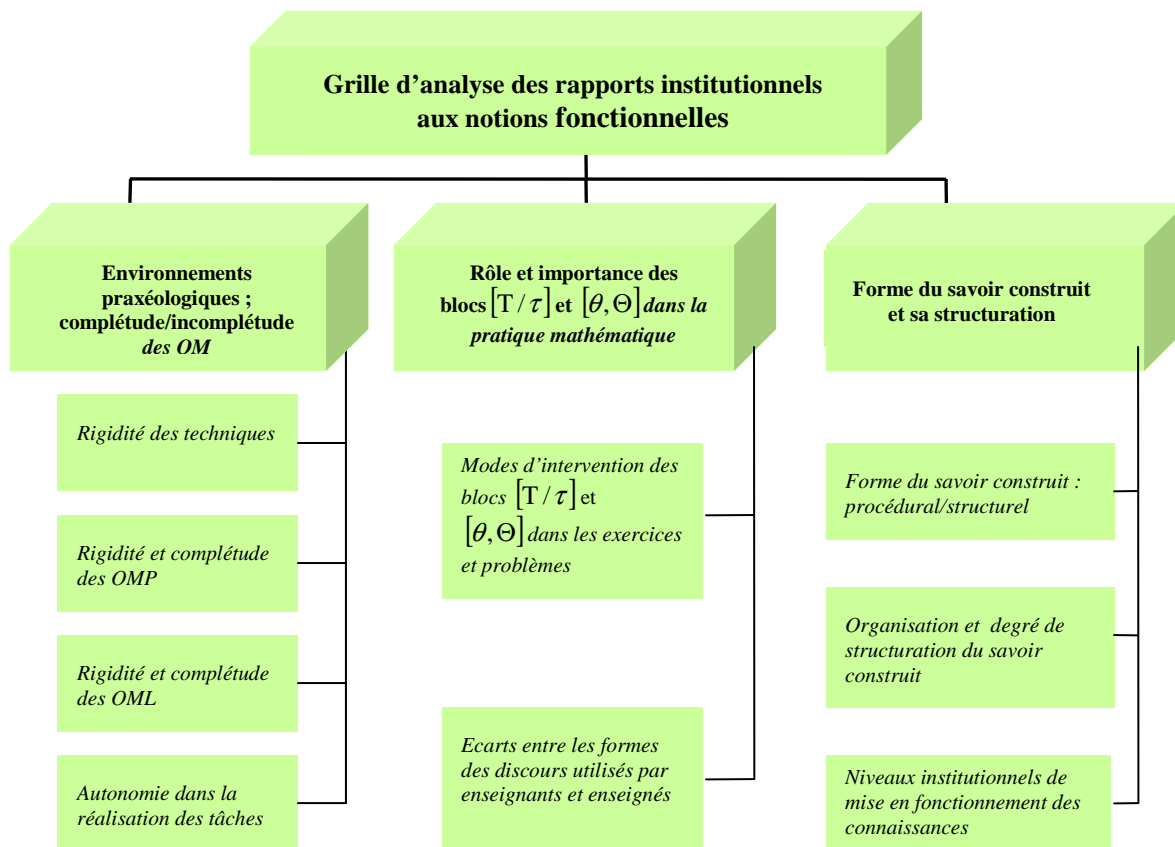 Grille d'analyse des rapports institutionnels
aux notions fonctionnelles
Environnements
praxéologiques ;
complétude/incomplétude
des OM
Rigidité des techniques
Rigidité et complétude
des OMP
Rigidité et complétude
des OML
Autonomie dans la
réalisation des tâches
Rôle et importance des
blocs [T / τ] et [θ, Θ] dans la
pratique mathématique
Modes d'intervention des
blocs [T / τ] et
[θ, Θ] dans les exercices
et problèmes
Ecarts entre les formes
des discours utilisés par
enseignants et enseignés
Forme du savoir construit
et sa structuration
Forme du savoir construit :
procédural/structurel
Organisation et degré de
structuration du savoir
construit
Niveaux institutionnels de
mise en fonctionnement des
connaissances